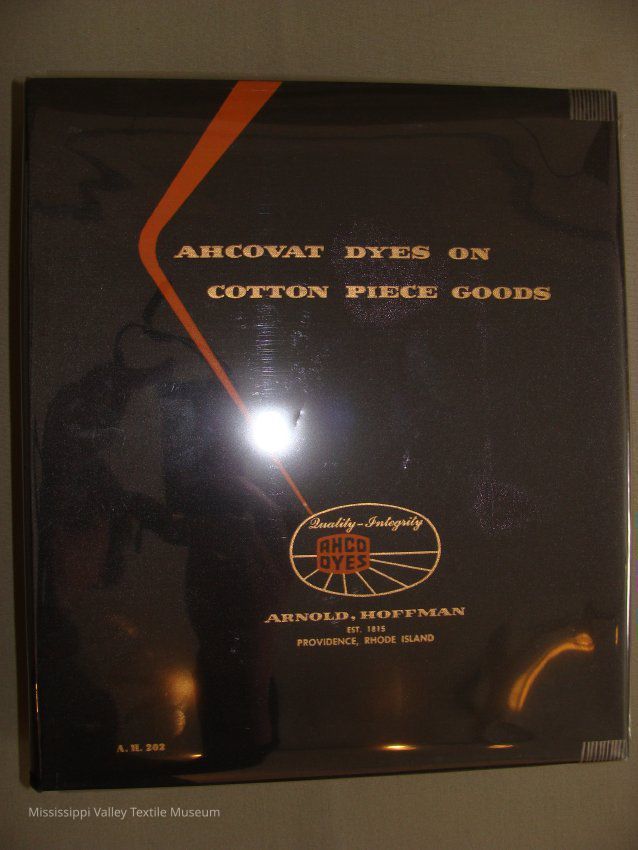 AHCOVAT DYES ON
COTTON PIECE GOODS
Quality-Integrity
AHCO
DYES
ARNOLD, HOFFMAN
EST. 1815
PROVIDENCE, RHODE ISLAND
A. H. 202
Mississippi Valley Textile Museum